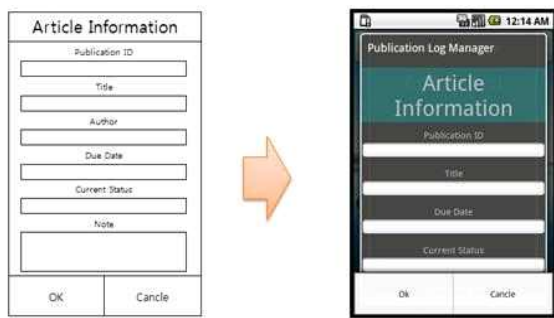 Article Information
Publication ID
Title
Author
Due Date
Current Status
Note
OK
Cancle
12:14 AM
Publication Log Manager
Article
Information
Publication ID
Title
Due Date
Current Status
Ok
Cancle